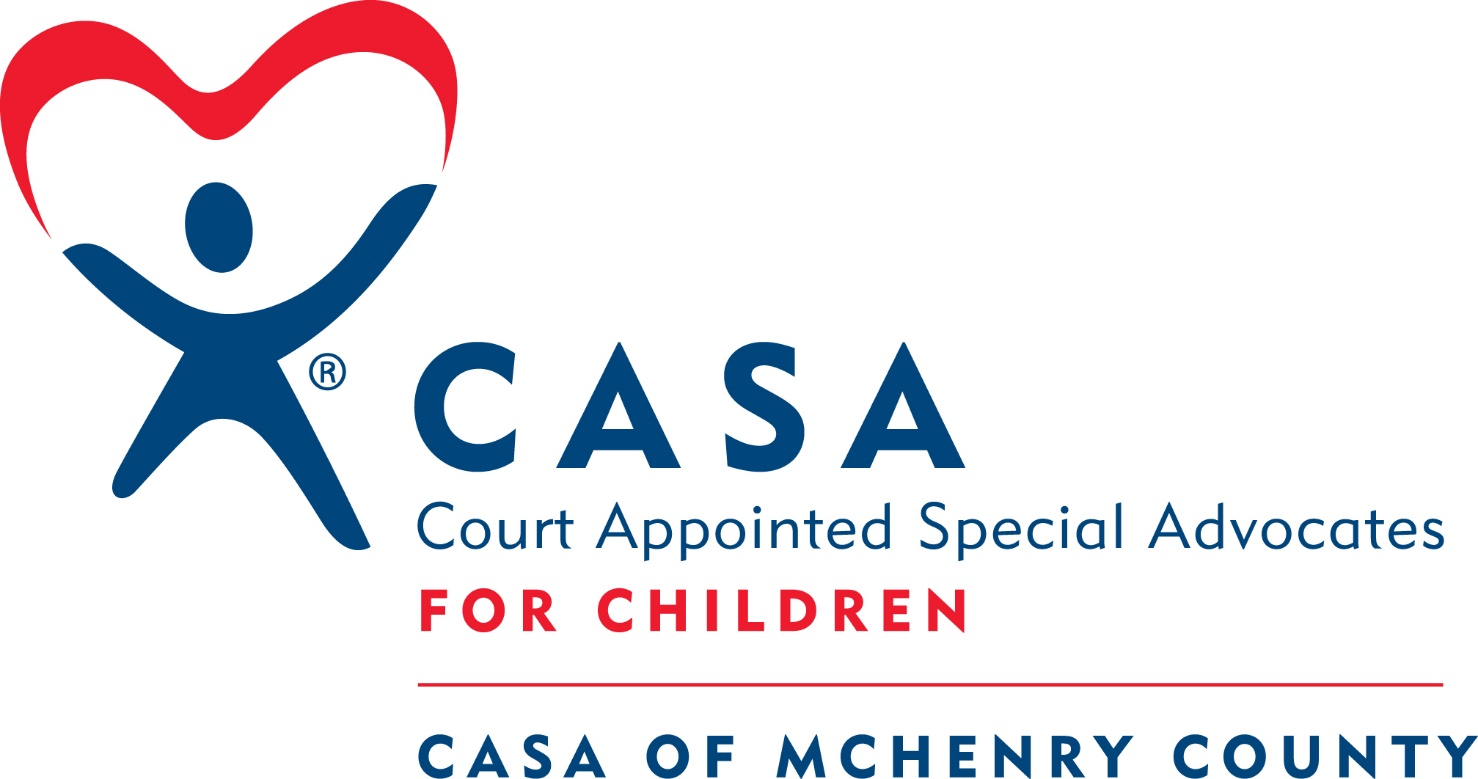 ®
CASA
Court Appointed Special Advocates
FOR CHILDREN
CASA OF MCHENRY COUNTY